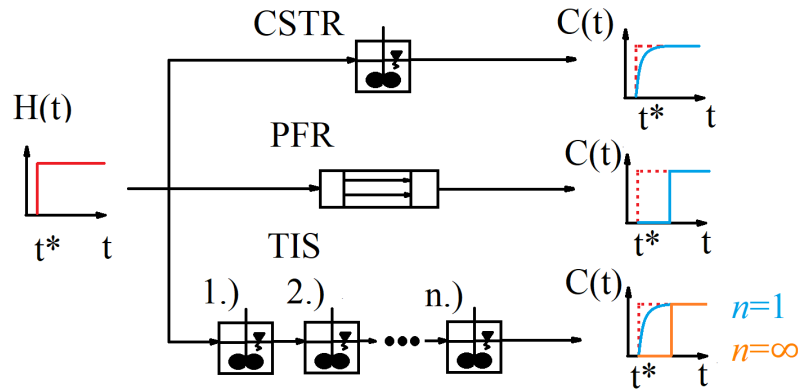 CSTR
C(t)
t* t
H(t)
t* t
PFR
C(t)
t* t
TIS
1.) 2.) n.)
C(t)
t* t
n=1
n=∞